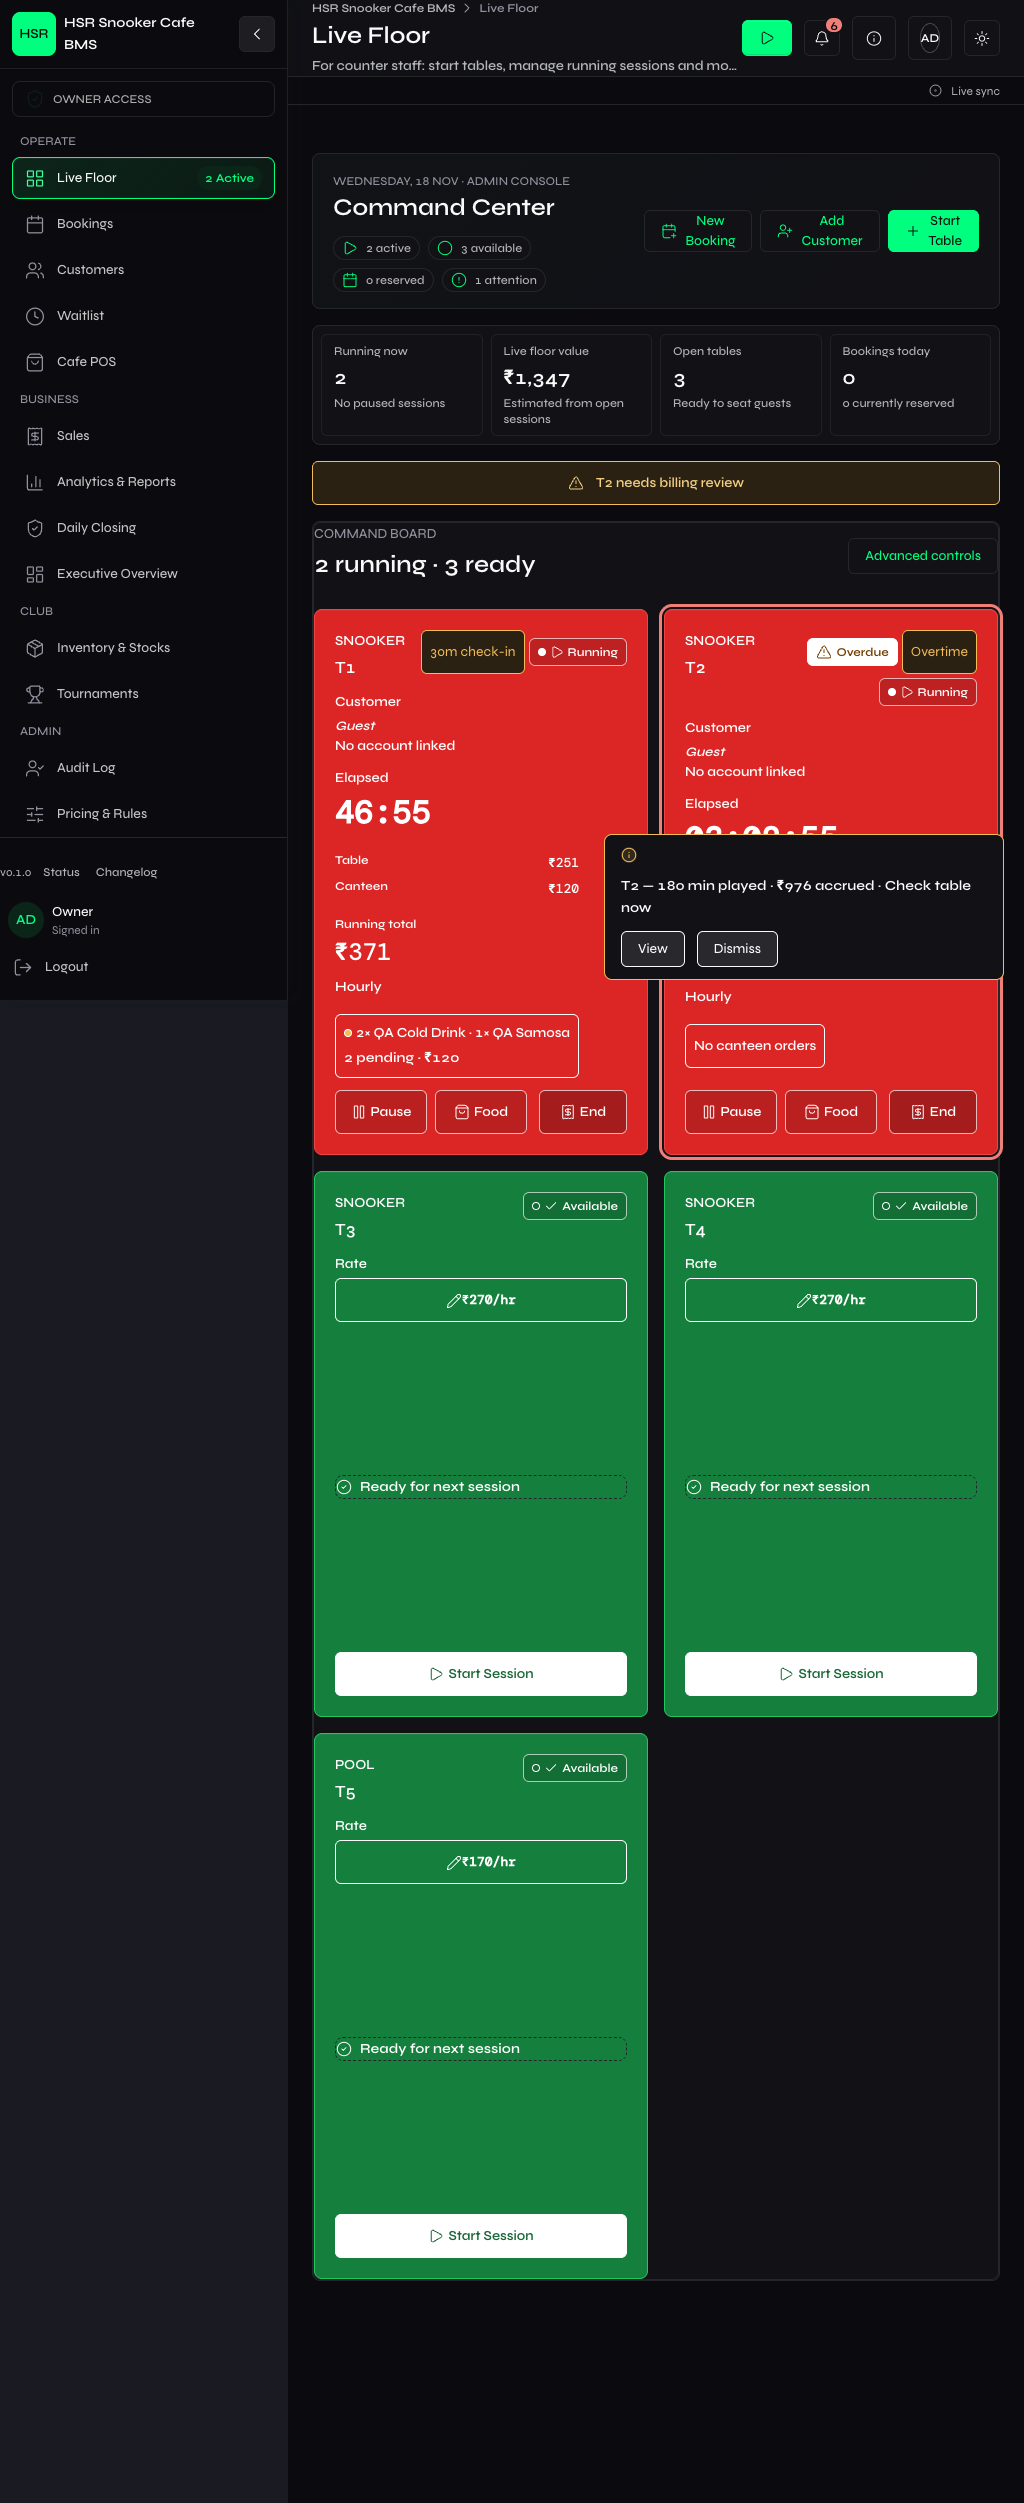 HSR
HSR Snooker Cafe
BMS
OWNER ACCESS
OPERATE
Live Floor
2 Active
Bookings
Customers
Waitlist
Cafe POS
BUSINESS
Sales
Analytics & Reports
Daily Closing
Executive Overview
CLUB
Inventory & Stocks
Tournaments
ADMIN
Audit Log
Pricing & Rules
v0.1.0 Status Changelog
AD
Owner
Signed in
Logout
HSR Snooker Cafe BMS > Live Floor
Live Floor
For counter staff: start tables, manage running sessions and mo...
6
AD
Live sync
WEDNESDAY, 18 NOV · ADMIN CONSOLE
Command Center
2 active
3 available
0 reserved
1 attention
New
Booking
Add
Customer
Start
Table
Running now
2
No paused sessions
Live floor value
₹1,347
Estimated from open
sessions
Open tables
3
Ready to seat guests
Bookings today
0
0 currently reserved
T2 needs billing review
COMMAND BOARD
2 running · 3 ready
Advanced controls
SNOOKER
T1
30m check-in
Running
Customer
Guest
No account linked
Elapsed
46:55
Table ₹251
Canteen ₹120
Running total
₹371
Hourly
2× QA Cold Drink · 1× QA Samosa
2 pending · ₹120
Pause
Food
End
SNOOKER
T2
Overdue
Overtime
Running
Customer
Guest
No account linked
Elapsed
T2 — 180 min played · ₹976 accrued · Check table
now
View
Dismiss
Hourly
No canteen orders
Pause
Food
End
SNOOKER
T3
Available
Rate
₹270/hr
Ready for next session
Start Session
SNOOKER
T4
Available
Rate
₹270/hr
Ready for next session
Start Session
POOL
T5
Available
Rate
₹170/hr
Ready for next session
Start Session